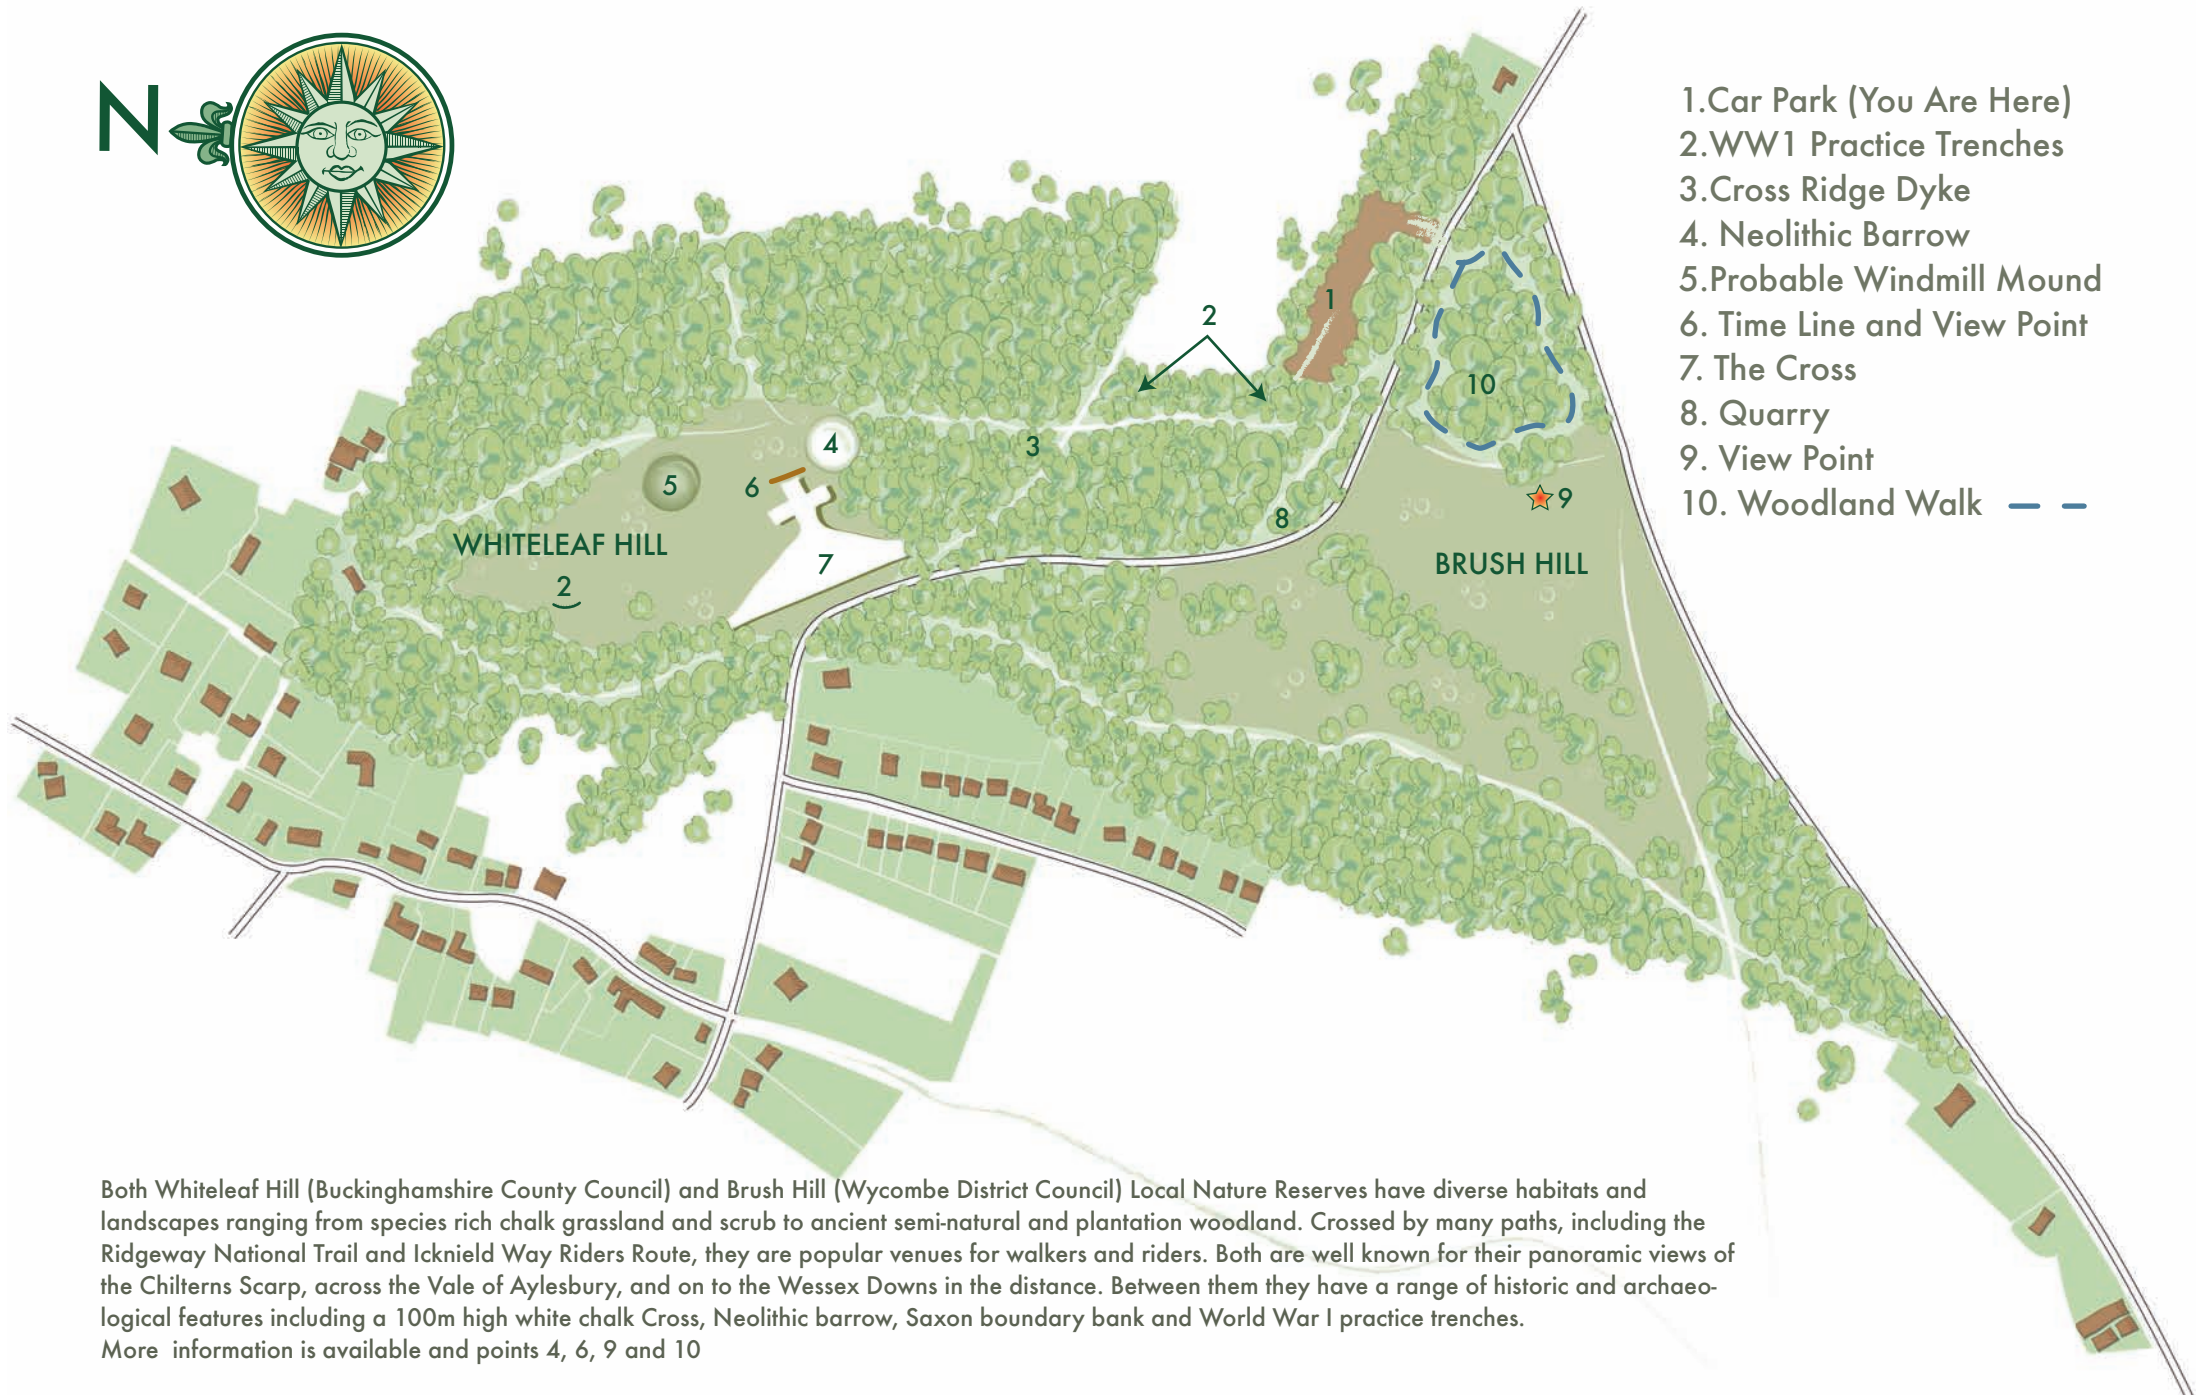 N
1.Car Park (You Are Here)
2.WW1 Practice Trenches
3.Cross Ridge Dyke
4. Neolithic Barrow
5.Probable Windmill Mound
6. Time Line and View Point
7. The Cross
8. Quarry
9. View Point
10. Woodland Walk
1
2
10
4
3
5
6
9
8
WHITELEAF HILL
7
BRUSH HILL
2
Both Whiteleaf Hill (Buckinghamshire County Council) and Brush Hill (Wycombe District Council) Local Nature Reserves have diverse habitats and
landscapes ranging from species rich chalk grassland and scrub to ancient semi-natural and plantation woodland. Crossed by many paths, including the
Ridgeway National Trail and Icknield Way Riders Route, they are popular venues for walkers and riders. Both are well known for their panoramic views of
the Chilterns Scarp, across the Vale of Aylesbury, and on to the Wessex Downs in the distance. Between them they have a range of historic and archaeo-
logical features including a 100m high white chalk Cross, Neolithic barrow, Saxon boundary bank and World War I practice trenches.
More information is available and points 4, 6, 9 and 10